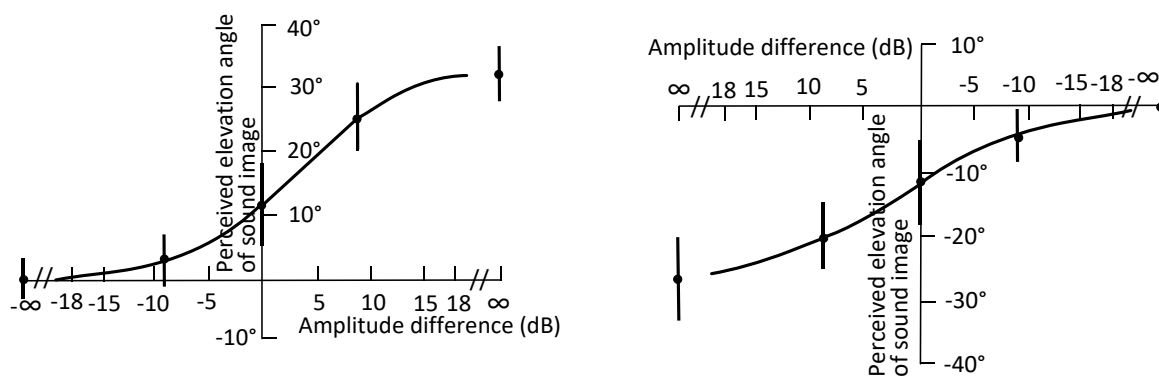 40°
30°
20°
10°
-10°
Perceived elevation angle
of sound image
-∞ -18 -15 -10 -5 5 10 15 18 ∞
Amplitude difference (dB)
Amplitude difference (dB)
10°
∞ 18 15 10 5 -5 -10 -15 -18 -∞
-10°
-20°
-30°
-40°
Perceived elevation angle
of sound image